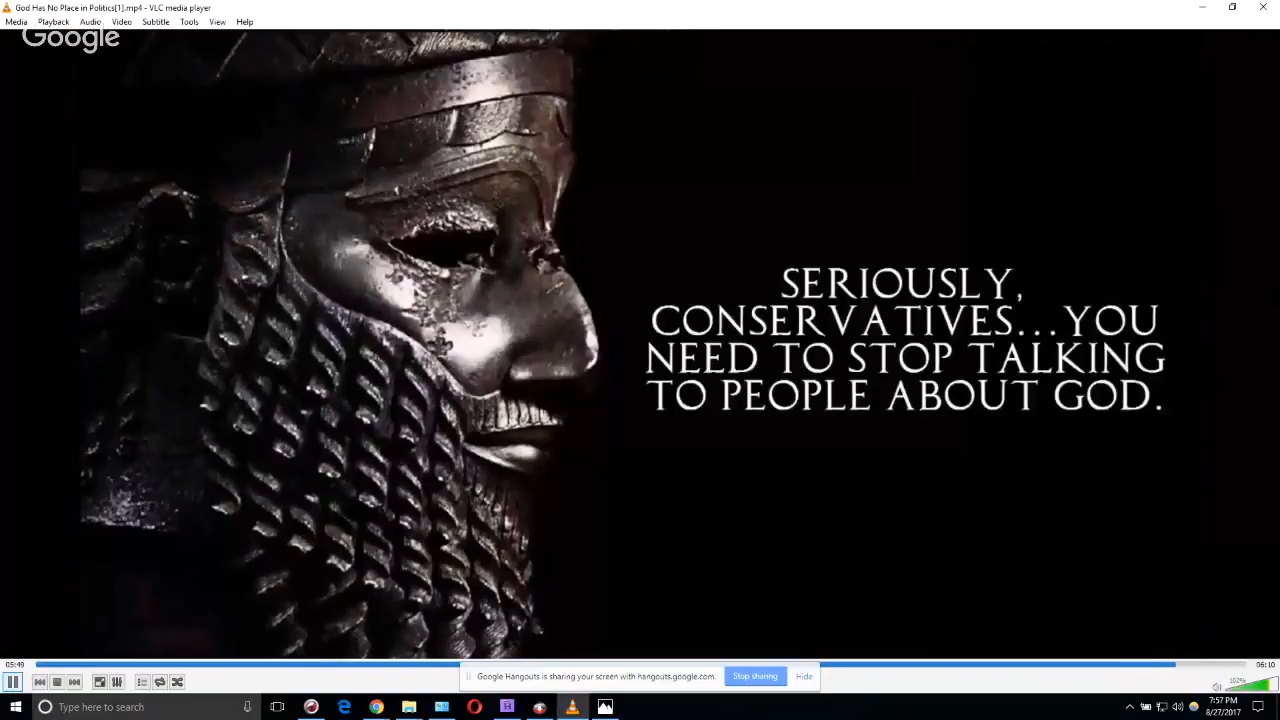 God Has No Place in Politics[1].mp4 - VLC media player
Media Playback Audio Video Subtitle Tools View Help
Google
SERIOUSLY,
CONSERVATIVES...YOU
NEED TO STOP TALKING
TO PEOPLE ABOUT GOD.
05:49
06:10
Google Hangouts is sharing your screen with hangouts.google.com. Stop sharing Hide
102%
Type here to search
7:57 PM
8/27/2017